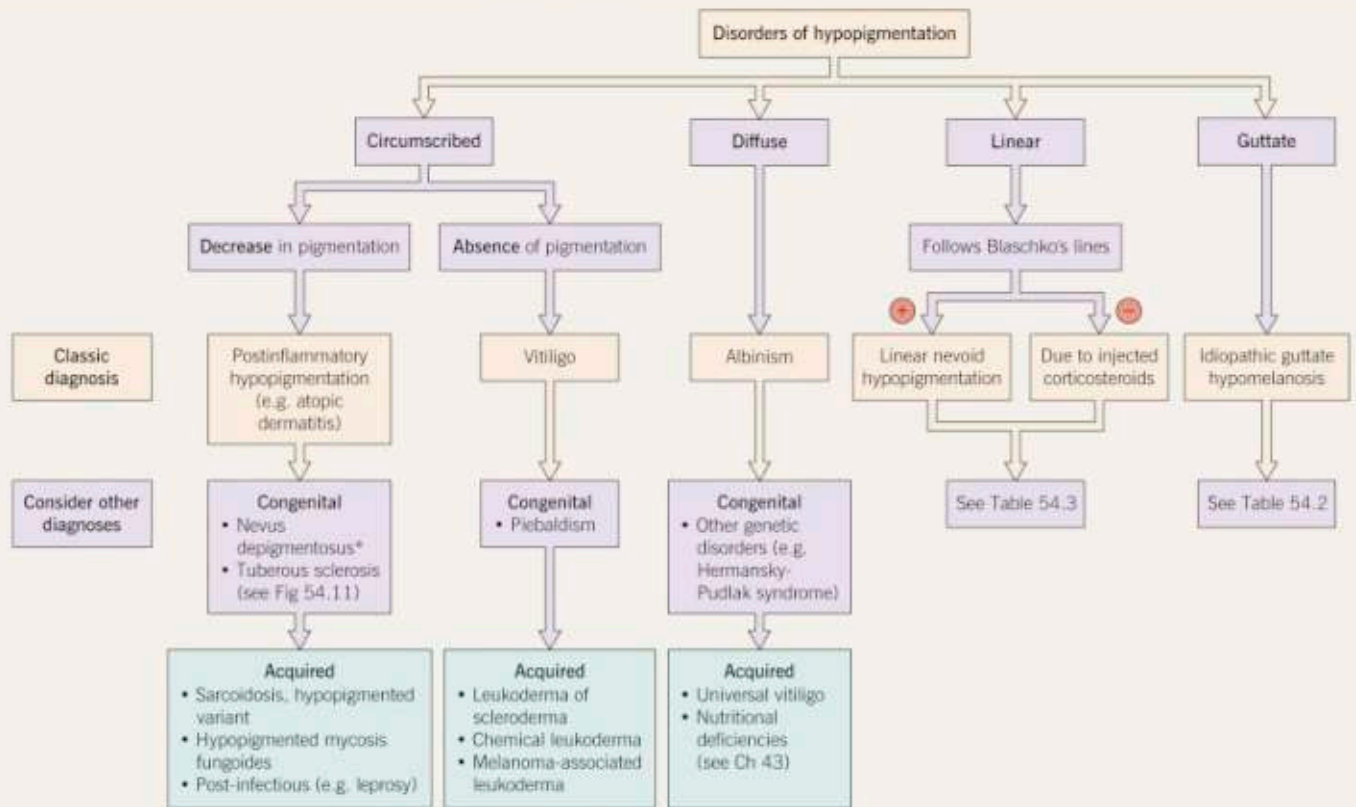 Disorders of hypopigmentation
Circumscribed
Diffuse
Linear
Guttate
Decrease in pigmentation
Absence of pigmentation
Follows Blaschko's lines
+
−
Classic
diagnosis
Postinflammatory
hypopigmentation
(e.g. atopic
dermatitis)
Vitiligo
Albinism
Linear nevoid
hypopigmentation
Due to injected
corticosteroids
Idiopathic guttate
hypomelanosis
Consider other
diagnoses
Congenital
• Nevus
depigmentosus*
• Tuberous sclerosis
(see Fig 54.11)
Congenital
• Piebaldism
Congenital
• Other genetic
disorders (e.g.
Hermansky-
Pudlak syndrome)
See Table 54.3
See Table 54.2
Acquired
• Sarcoidosis, hypopigmented
variant
• Hypopigmented mycosis
fungoides
• Post-infectious (e.g. leprosy)
Acquired
• Leukoderma of
scleroderma
• Chemical leukoderma
• Melanoma-associated
leukoderma
Acquired
• Universal vitiligo
• Nutritional
deficiencies
(see Ch 43)